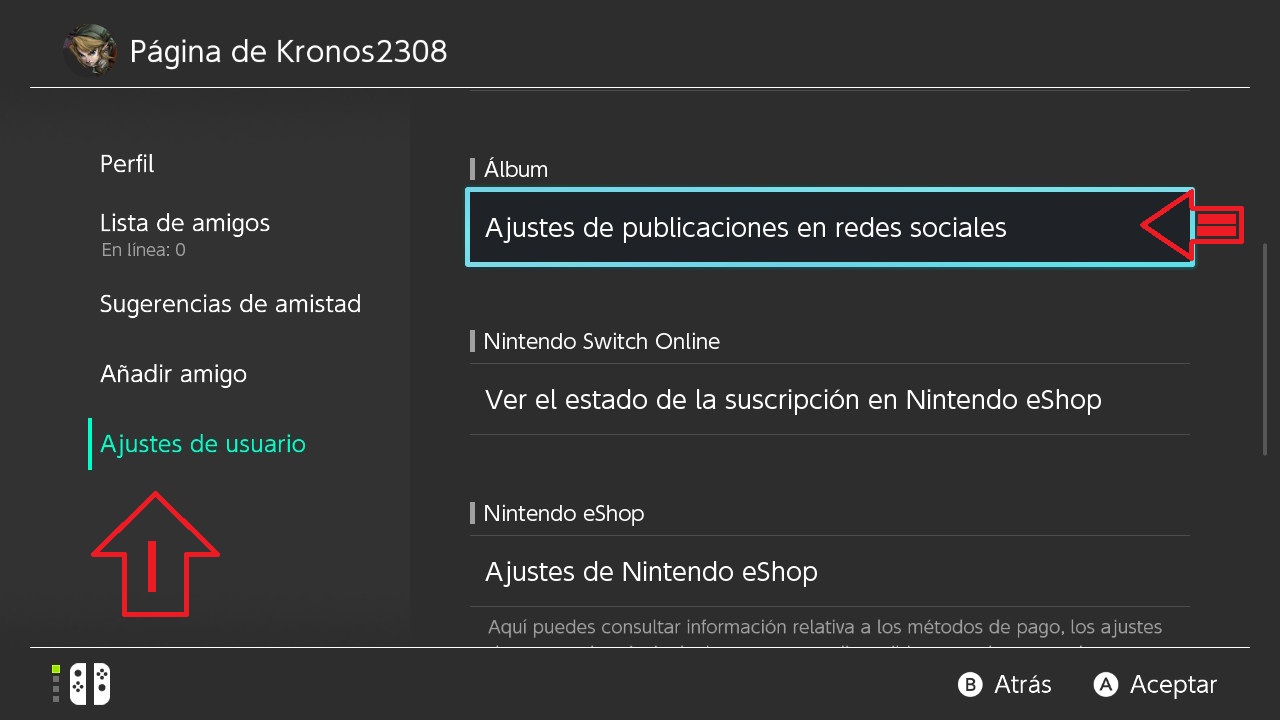 Página de Kronos2308
Perfil
Lista de amigos
En línea: 0
Sugerencias de amistad
Añadir amigo
Ajustes de usuario
Álbum
Ajustes de publicaciones en redes sociales
Nintendo Switch Online
Ver el estado de la suscripción en Nintendo eShop
Nintendo eShop
Ajustes de Nintendo eShop
Aquí puedes consultar información relativa a los métodos de pago, los ajustes
B Atrás
A Aceptar